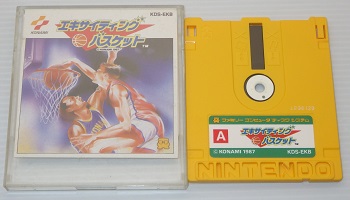 KONAMI
KDS-EKB
エキサイティング
バスケット
TM
ファミリー コンピュータ ディスク システム
A
エキサイティング
バスケット
TM
© KONAMI 1987
KDS-EKB
NINTENDO